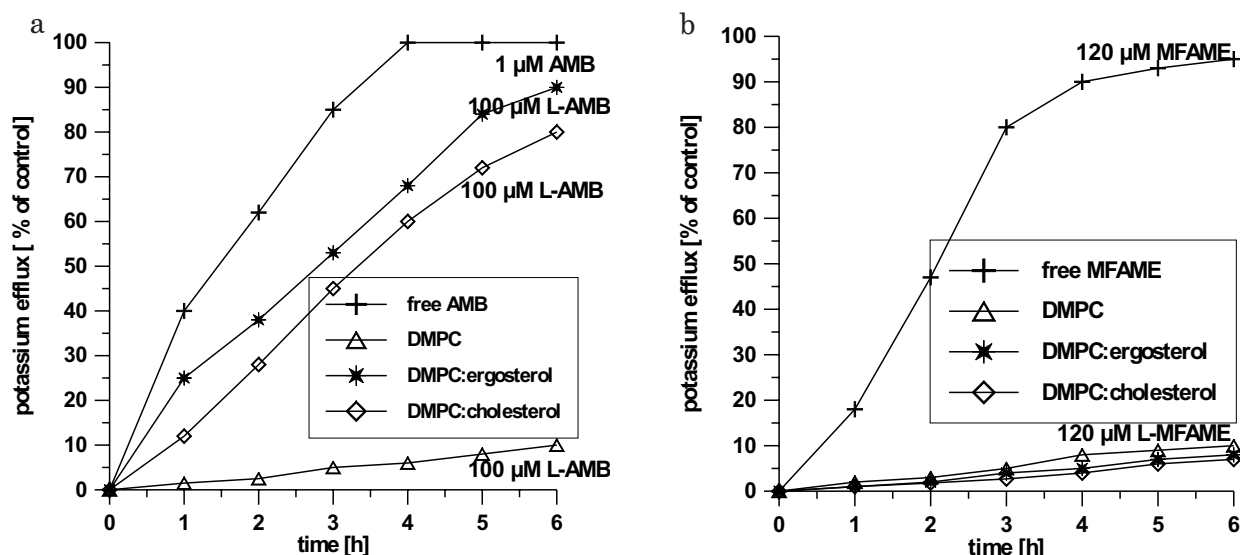 a
potassium efflux [ % of control]
100
90
80
70
60
50
40
30
20
10
0
1 µM AMB
100 µM L-AMB
100 µM L-AMB
free AMB
DMPC
DMPC:ergosterol
DMPC:cholesterol
100 µM L-AMB
0 1 2 3 4 5 6
time [h]
b
potassium efflux [% of control]
100
90
80
70
60
50
40
30
20
10
0
120 µM MFAME
free MFAME
DMPC
DMPC:ergosterol
DMPC:cholesterol
120 µM L-MFAME
0 1 2 3 4 5 6
time [h]